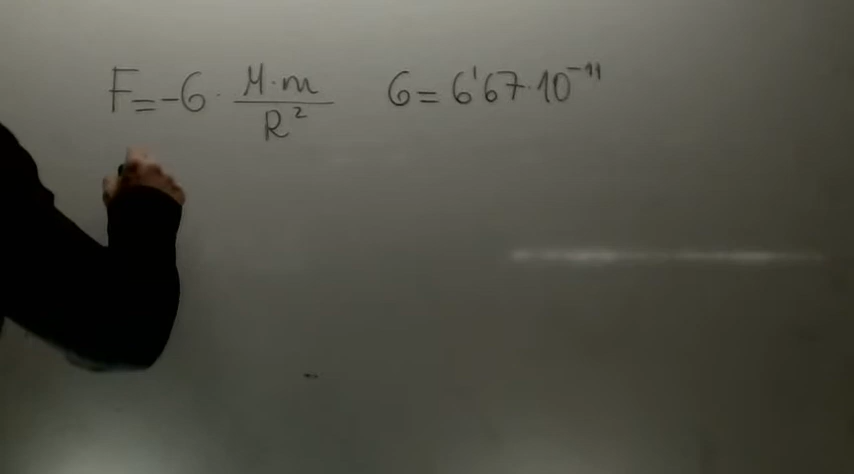 F = -G · M·m / R² G = 6'67·10⁻¹¹